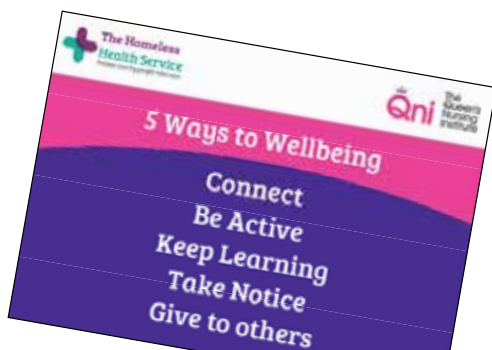 The Homeless
Health Service
Qni
The
Queen's
Nursing
Institute
5 Ways to Wellbeing
Connect
Be Active
Keep Learning
Take Notice
Give to others